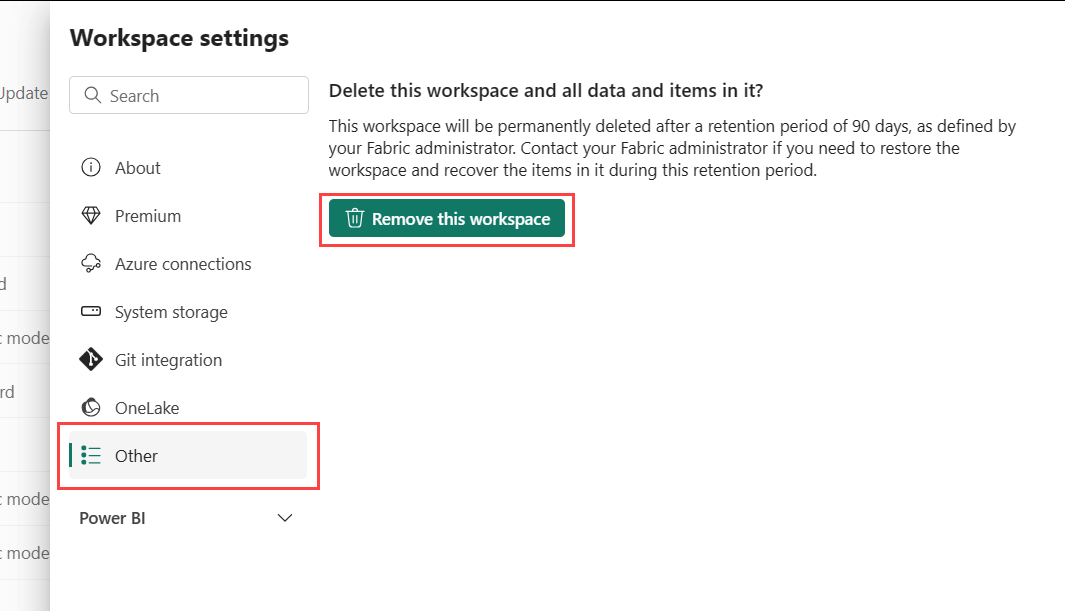 Workspace settings
Update
Search
About
Premium
Azure connections
System storage
Git integration
OneLake
Other
Power BI
Delete this workspace and all data and items in it?
This workspace will be permanently deleted after a retention period of 90 days, as defined by
your Fabric administrator. Contact your Fabric administrator if you need to restore the
workspace and recover the items in it during this retention period.
Remove this workspace
d
c mode
rd
c mode
c mode